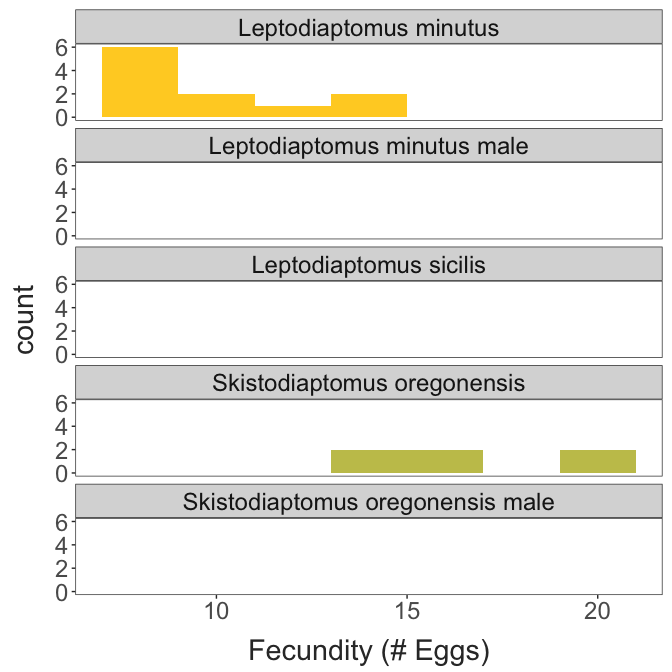 Leptodiaptomus minutus
6
4
2
0
Leptodiaptomus minutus male
6
4
2
0
Leptodiaptomus sicilis
6
4
2
0
Skistodiaptomus oregonensis
6
4
2
0
Skistodiaptomus oregonensis male
6
4
2
0
count
10 15 20
Fecundity (# Eggs)